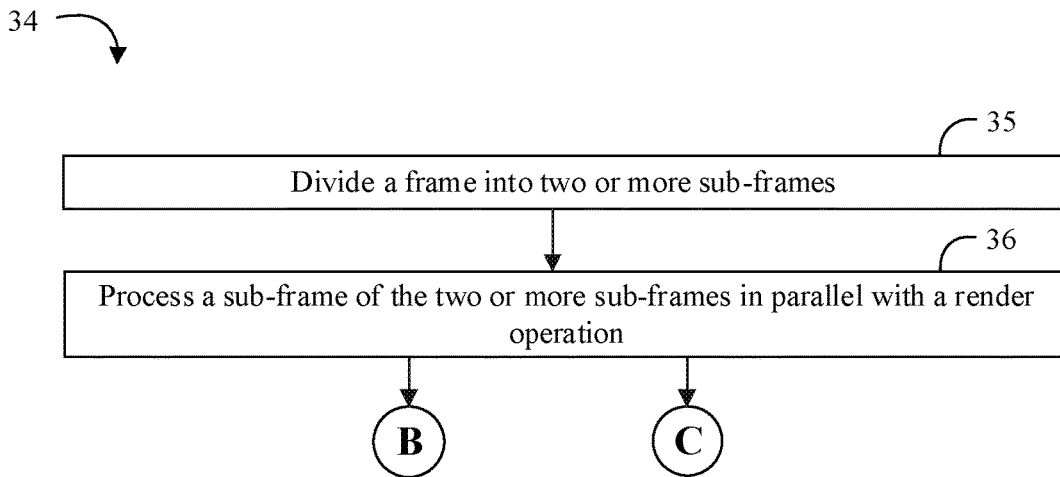 34
35
Divide a frame into two or more sub-frames
36
Process a sub-frame of the two or more sub-frames in parallel with a render
operation
B
C